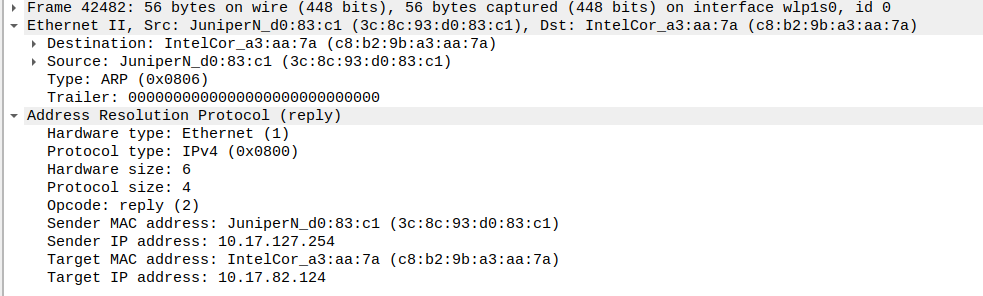 Frame 42482: 56 bytes on wire (448 bits), 56 bytes captured (448 bits) on interface wlp1s0, id 0
Ethernet II, Src: JuniperN_d0:83:c1 (3c:8c:93:d0:83:c1), Dst: IntelCor_a3:aa:7a (c8:b2:9b:a3:aa:7a)
Destination: IntelCor_a3:aa:7a (c8:b2:9b:a3:aa:7a)
Source: JuniperN_d0:83:c1 (3c:8c:93:d0:83:c1)
Type: ARP (0x0806)
Trailer: 0000000000000000000000000000
Address Resolution Protocol (reply)
Hardware type: Ethernet (1)
Protocol type: IPv4 (0x0800)
Hardware size: 6
Protocol size: 4
Opcode: reply (2)
Sender MAC address: JuniperN_d0:83:c1 (3c:8c:93:d0:83:c1)
Sender IP address: 10.17.127.254
Target MAC address: IntelCor_a3:aa:7a (c8:b2:9b:a3:aa:7a)
Target IP address: 10.17.82.124